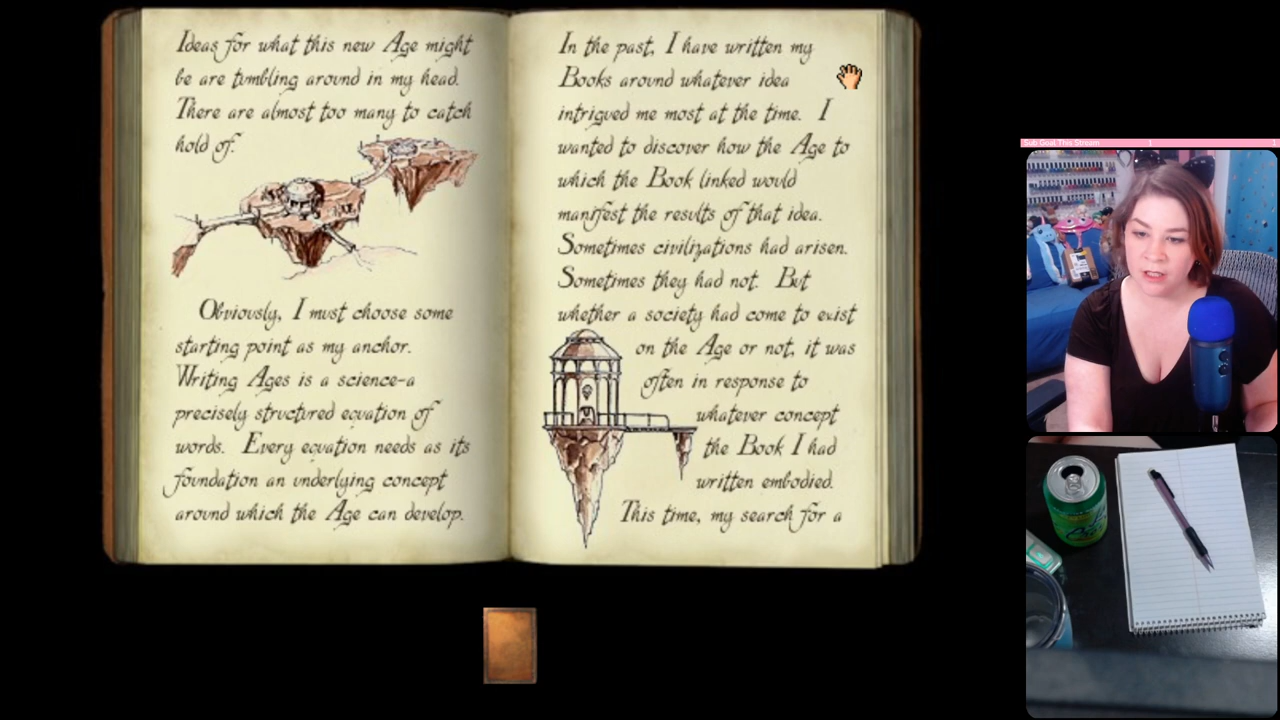 Ideas for what this new Age might
be are tumbling around in my head.
There are almost too many to catch
hold of.
Obviously, I must choose some
starting point as my anchor.
Writing Ages is a science-a
precisely structured equation of
words. Every equation needs as its
foundation an underlying concept
around which the Age can develop.
In the past, I have written my
Books around whatever idea
intrigued me most at the time. I
wanted to discover how the Age to
which the Book linked would
manifest the results of that idea.
Sometimes civilizations had arisen.
Sometimes they had not. But
whether a society had come to exist
on the Age or not, it was
often in response to
whatever concept
the Book I had
written embodied.
This time, my search for a
Sub Goal This Stream
1